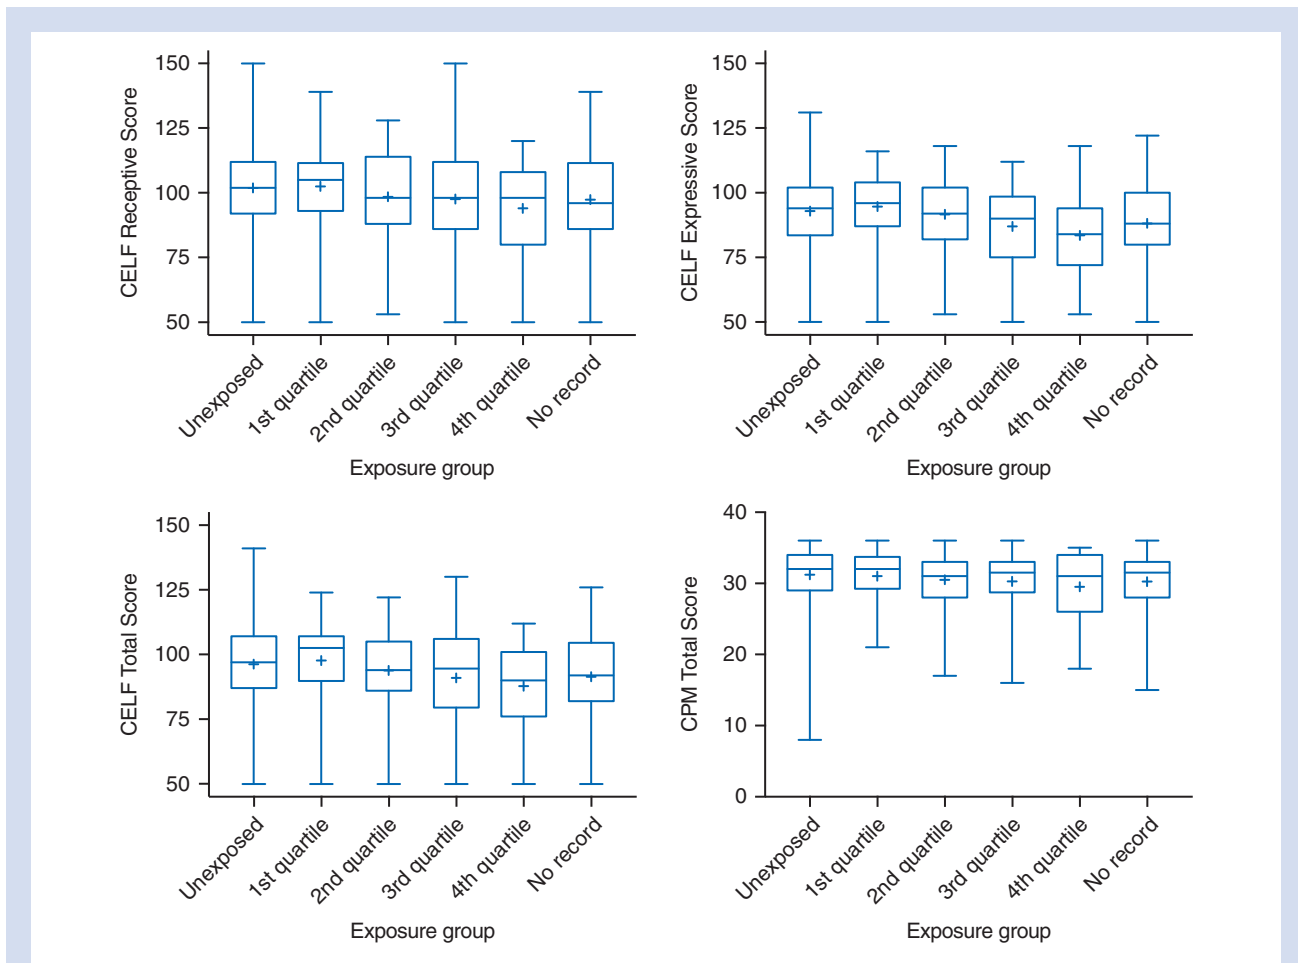 CELF Receptive Score
150
125
100
75
50
Unexposed
1st quartile
2nd quartile
3rd quartile
4th quartile
No record
Exposure group
CELF Expressive Score
150
125
100
75
50
Unexposed
1st quartile
2nd quartile
3rd quartile
4th quartile
No record
Exposure group
CELF Total Score
150
125
100
75
50
Unexposed
1st quartile
2nd quartile
3rd quartile
4th quartile
No record
Exposure group
CPM Total Score
40
30
20
10
0
Unexposed
1st quartile
2nd quartile
3rd quartile
4th quartile
No record
Exposure group